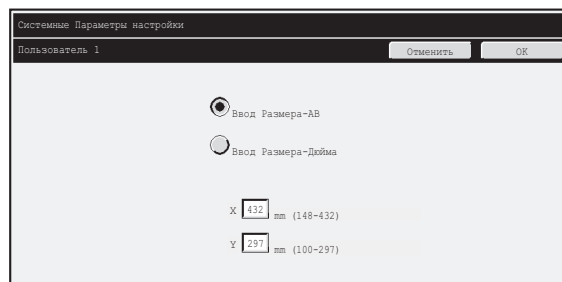 Системные Параметры настройки
Пользователь 1 Отменить OK
Ввод Размера-AB
Ввод Размера-Дюйма
X 432 mm (148-432)
Y 297 mm (100-297)